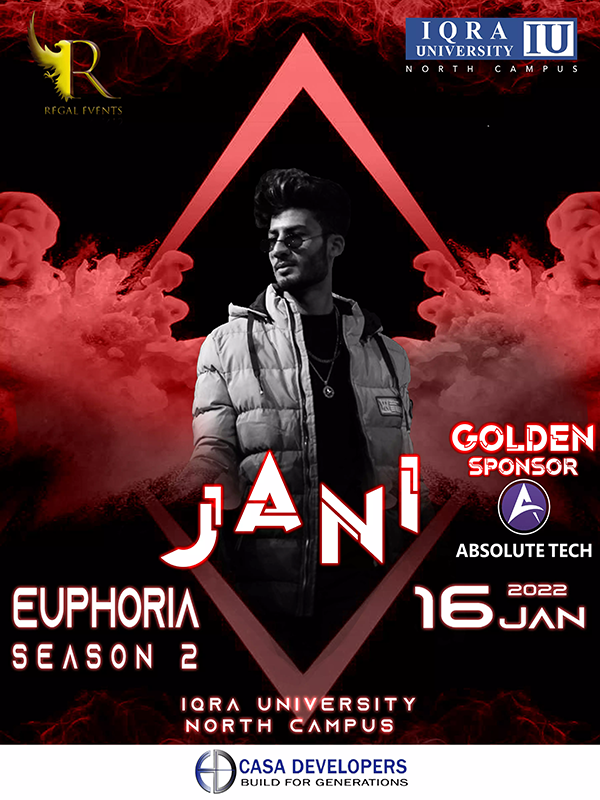 R
REGAL EVENTS
IQRA
UNIVERSITY
IU
NORTH CAMPUS
GOLDEN
SPONSOR
A
ABSOLUTE TECH
JANI
EUPHORIA
SEASON 2
2022
16 JAN
IQRA UNIVERSITY
NORTH CAMPUS
CASA DEVELOPERS
BUILD FOR GENERATIONS